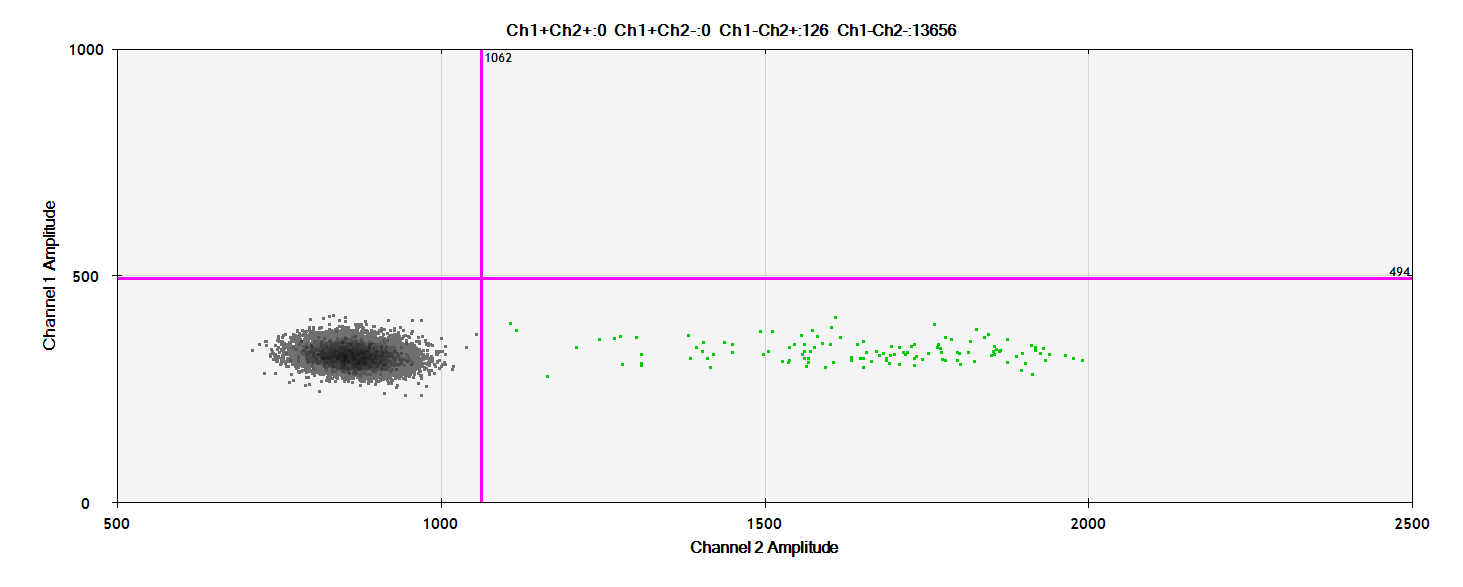 Ch1+Ch2+:0 Ch1+Ch2-:0 Ch1-Ch2+:126 Ch1-Ch2-:13656
1000
1062
Channel 1 Amplitude
500
494
0
500 1000 1500 2000 2500
Channel 2 Amplitude